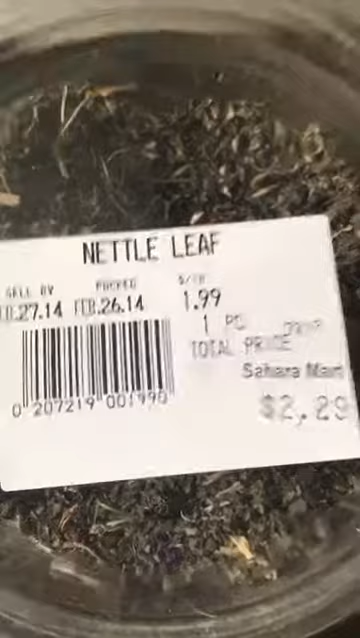 NETTLE LEAF
SELL BY PACKED
.27.14 FEB.26.14 1.99
1 PC
TOTAL PRICE
Sahara Mart
$2.29
0 207219 001990